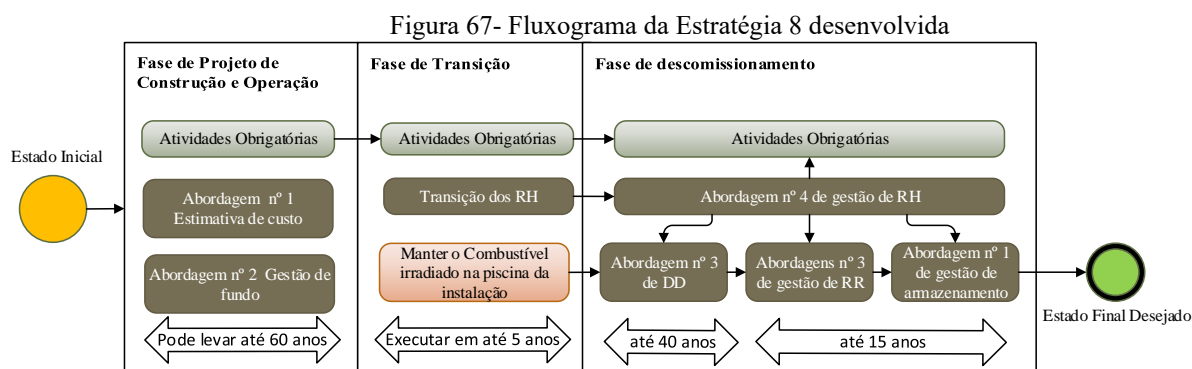 Figura 67- Fluxograma da Estratégia 8 desenvolvida
Fase de Projeto de
Construção e Operação
Fase de Transição
Fase de descomissionamento
Estado Inicial
Atividades Obrigatórias
Atividades Obrigatórias
Atividades Obrigatórias
Abordagem nº 1
Estimativa de custo
Transição dos RH
Abordagem nº 4 de gestão de RH
Abordagem nº 2 Gestão de
fundo
Manter o Combustível
irradiado na piscina da
instalação
Abordagem nº 3
de DD
Abordagens nº 3
de gestão de RR
Abordagem nº 1
de gestão de
armazenamento
Estado Final Desejado
Pode levar até 60 anos
Executar em até 5 anos
até 40 anos
até 15 anos